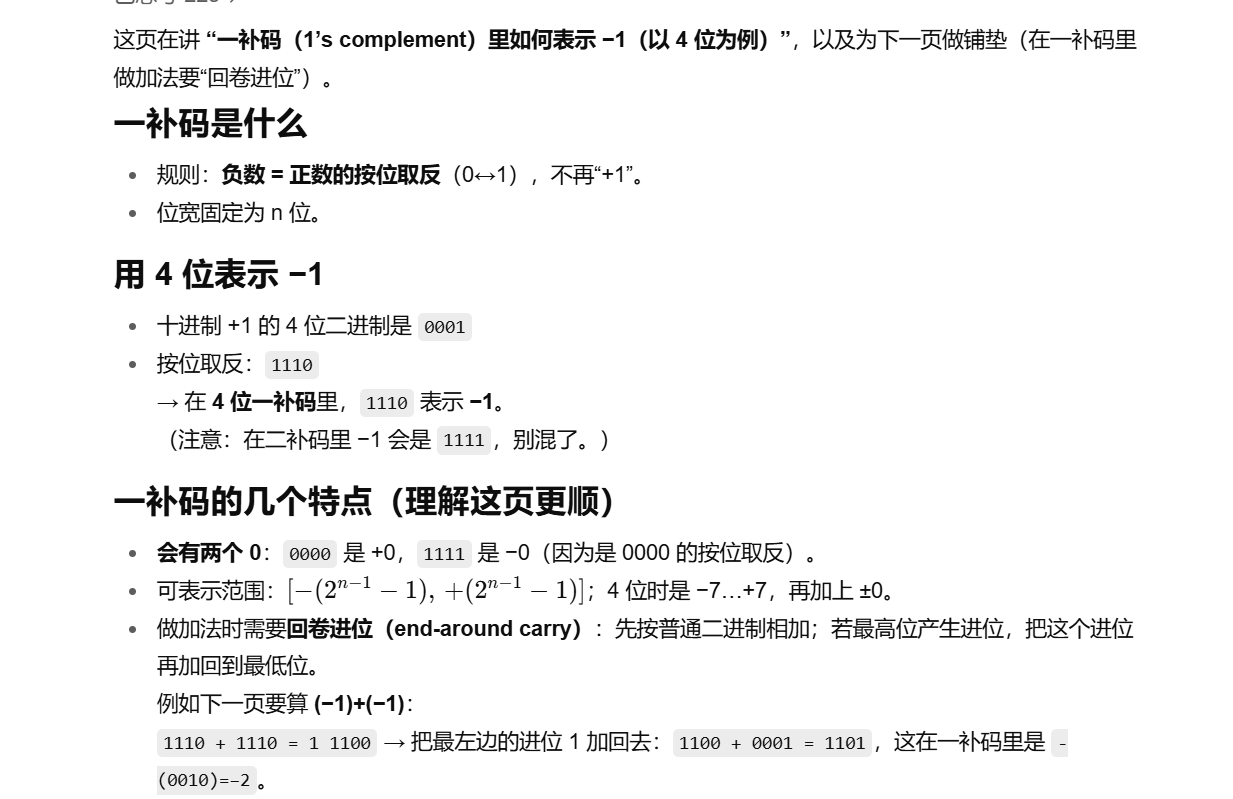 这页在讲 “一补码（1’s complement）里如何表示 −1（以 4 位为例）”，以及为下一页做铺垫（在一补码里
做加法要“回卷进位”）。
一补码是什么
• 规则：负数 = 正数的按位取反（0↔1），不再“+1”。
• 位宽固定为 n 位。
用 4 位表示 −1
• 十进制 +1 的 4 位二进制是 0001
• 按位取反：1110
→ 在 4 位一补码里，1110 表示 −1。
（注意：在二补码里 −1 会是 1111，别混了。）
一补码的几个特点（理解这页更顺）
• 会有两个 0：0000 是 +0，1111 是 −0（因为是 0000 的按位取反）。
• 可表示范围：[−(2^{n−1} − 1), +(2^{n−1} − 1)]；4 位时是 −7…+7，再加上 ±0。
• 做加法时需要回卷进位（end-around carry）：先按普通二进制相加；若最高位产生进位，把这个进位
再加回到最低位。
例如下一页要算 (−1)+(−1)：
1110 + 1110 = 1 1100 → 把最左边的进位 1 加回去：1100 + 0001 = 1101，这在一补码里是 -
(0010)=−2。